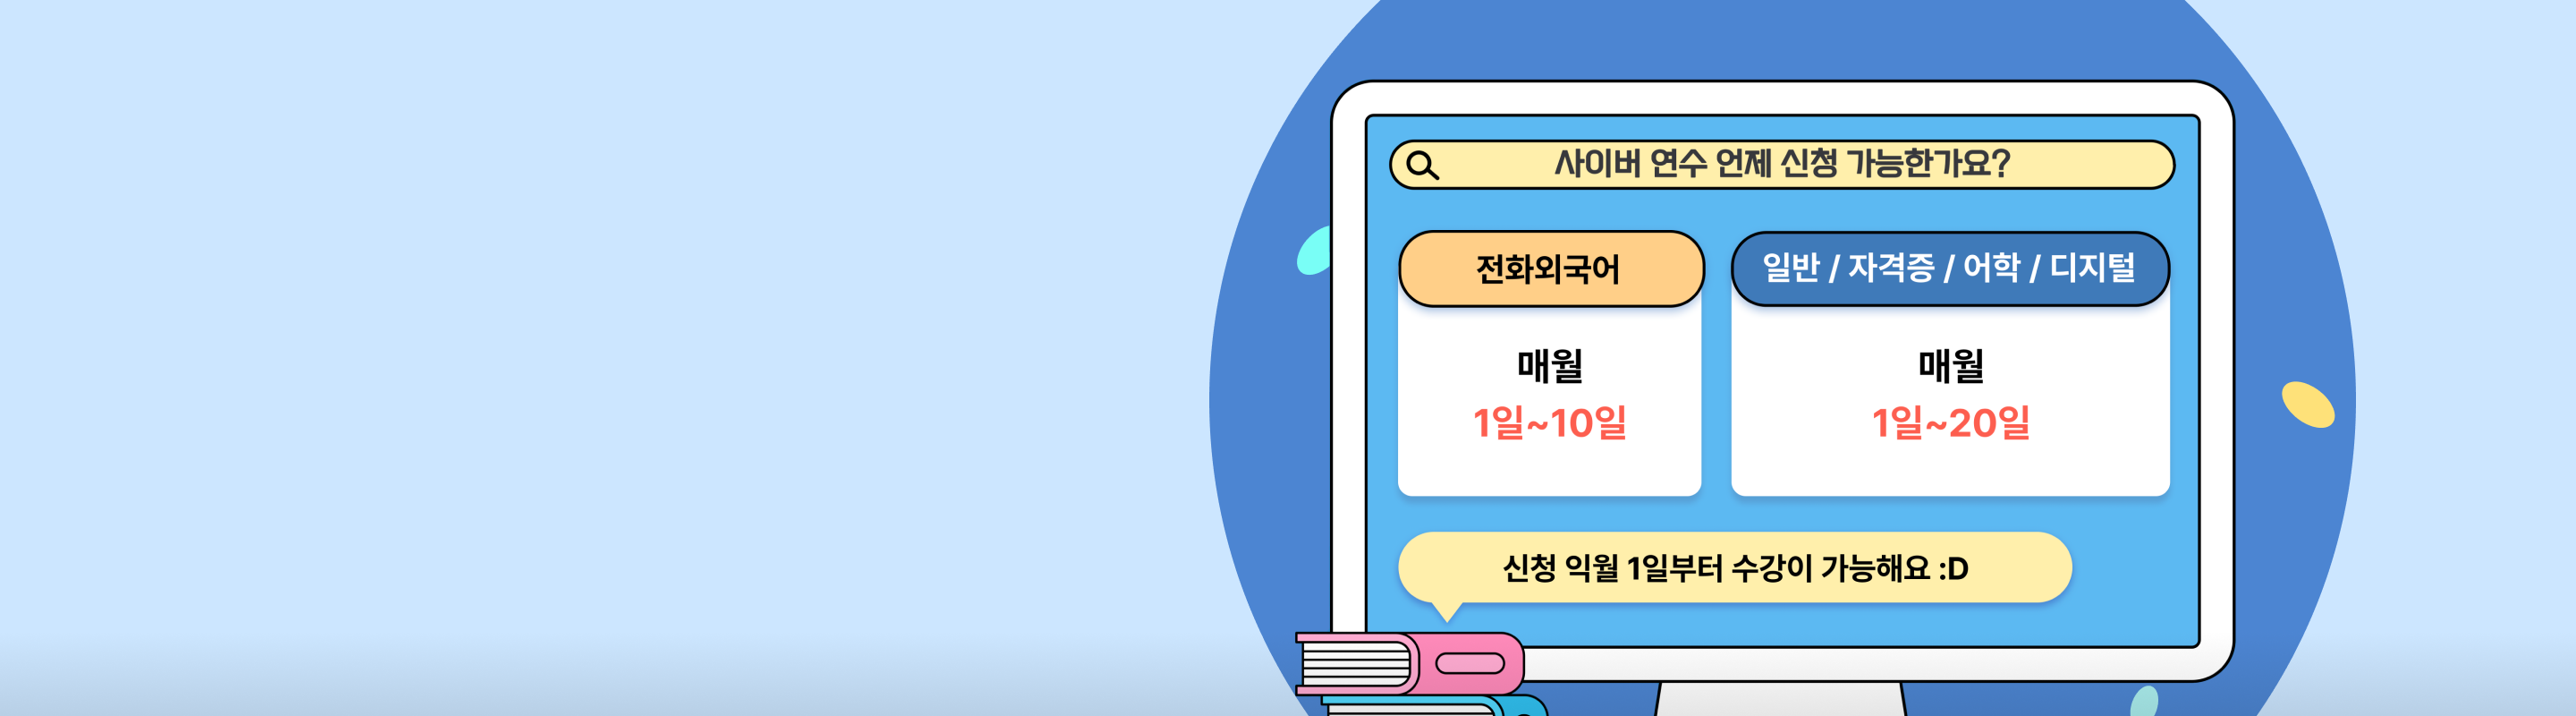 사이버 연수 언제 신청 가능한가요?
전화외국어
매월
1일~10일
일반 / 자격증 / 어학 / 디지털
매월
1일~20일
신청 익월 1일부터 수강이 가능해요 :D